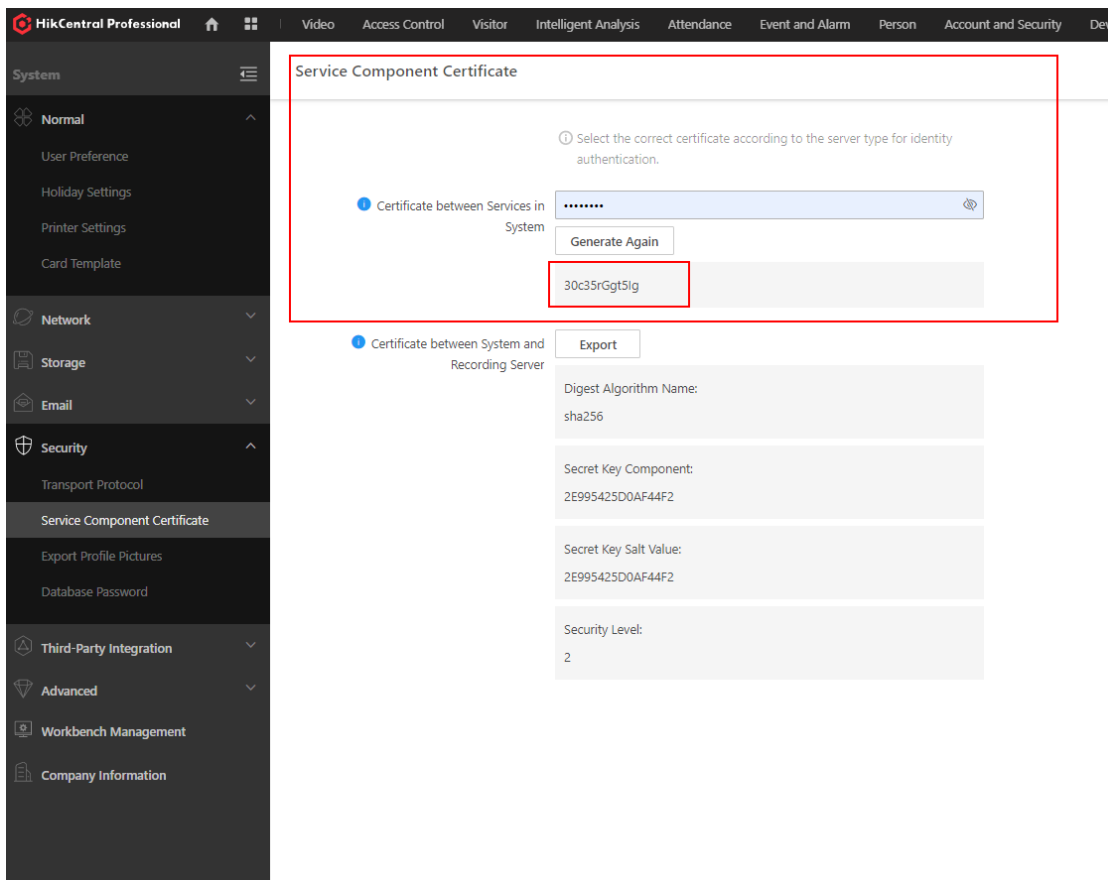 HikCentral Professional
Video Access Control Visitor Intelligent Analysis Attendance Event and Alarm Person Account and Security Dev
System
Normal
User Preference
Holiday Settings
Printer Settings
Card Template
Network
Storage
Email
Security
Transport Protocol
Service Component Certificate
Export Profile Pictures
Database Password
Third-Party Integration
Advanced
Workbench Management
Company Information
Service Component Certificate
Select the correct certificate according to the server type for identity
authentication.
Certificate between Services in
System
••••••••
Generate Again
30c35rGgt5Ig
Certificate between System and
Recording Server
Export
Digest Algorithm Name:
sha256
Secret Key Component:
2E995425D0AF44F2
Secret Key Salt Value:
2E995425D0AF44F2
Security Level:
2